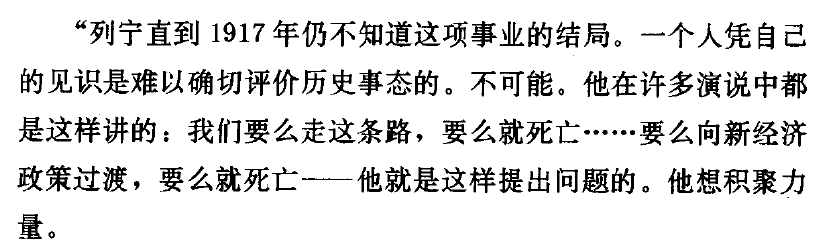 “列宁直到1917年仍不知道这项事业的结局。一个人凭自己
的见识是难以确切评价历史事态的。不可能。他在许多演说中都
是这样讲的：我们要么走这条路，要么就死亡……要么向新经济
政策过渡，要么就死亡——他就是这样提出问题的。他想积聚力
量。